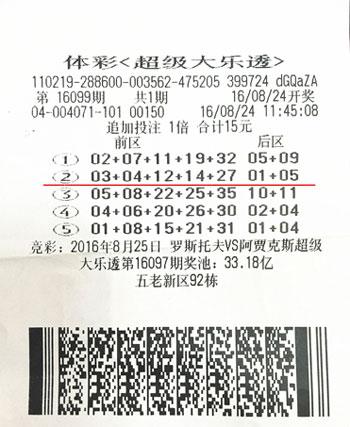 体彩<超级大乐透>
110219-288600-003562-475205 399724 dGQaZA
第 16099期 共1期 16/08/24开奖
04-004071-101 00150 16/08/24 11:45:08
追加投注 1倍 合计15元
前区 后区
① 02+07+11+19+32 05+09
② 03+04+12+14+27 01+05
③ 05+08+22+25+35 10+11
④ 04+06+20+26+30 02+04
⑤ 01+08+15+21+31 02+04
竞彩: 2016年8月25日 罗斯托夫VS阿贾克斯超级
大乐透第16097期奖池: 33.18亿
五老新区92栋